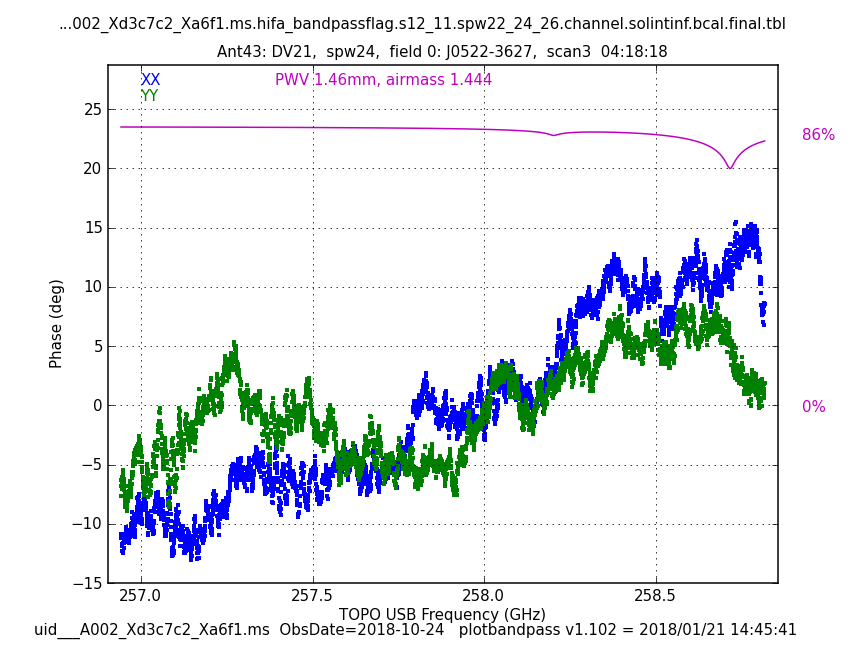 ...002_Xd3c7c2_Xa6f1.ms.hifa_bandpassflag.s12_11.spw22_24_26.channel.solintinf.bcal.final.tbl
Ant43: DV21, spw24, field 0: J0522-3627, scan3 04:18:18
XX
PWV 1.46mm, airmass 1.444
YY
25
20
15
10
5
0
−5
−10
−15
86%
0%
Phase (deg)
257.0
257.5
258.0
258.5
TOPO USB Frequency (GHz)
uid___A002_Xd3c7c2_Xa6f1.ms ObsDate=2018-10-24 plotbandpass v1.102 = 2018/01/21 14:45:41